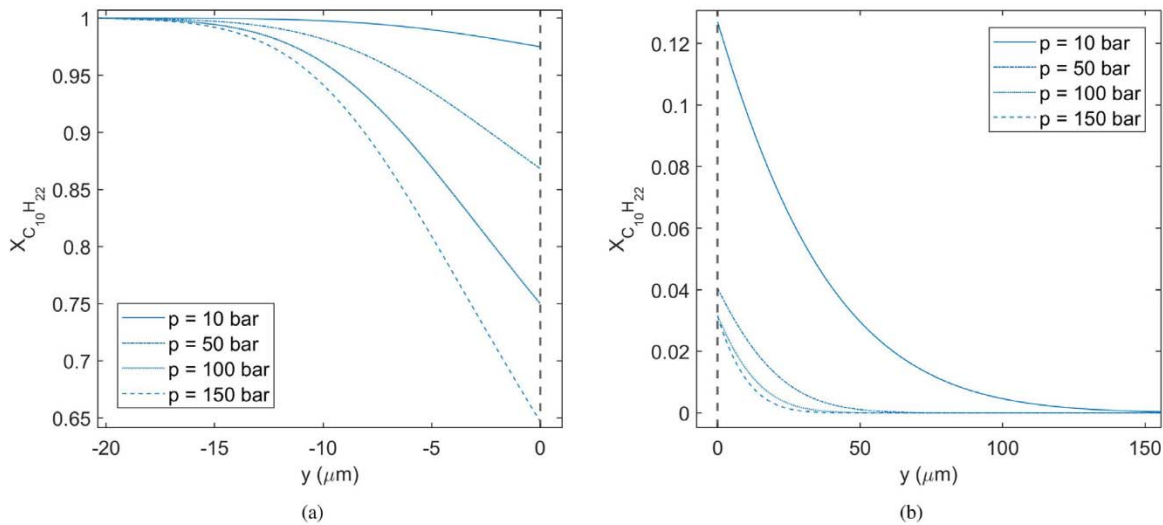 1
0.95
0.9
0.85
0.8
0.75
0.7
0.65
X_{C_{10}H_{22}}
p = 10 bar
p = 50 bar
p = 100 bar
p = 150 bar
-20 -15 -10 -5 0
y (μm)
(a)
0.12
0.1
0.08
0.06
0.04
0.02
0
X_{C_{10}H_{22}}
p = 10 bar
p = 50 bar
p = 100 bar
p = 150 bar
0 50 100 150
y (μm)
(b)